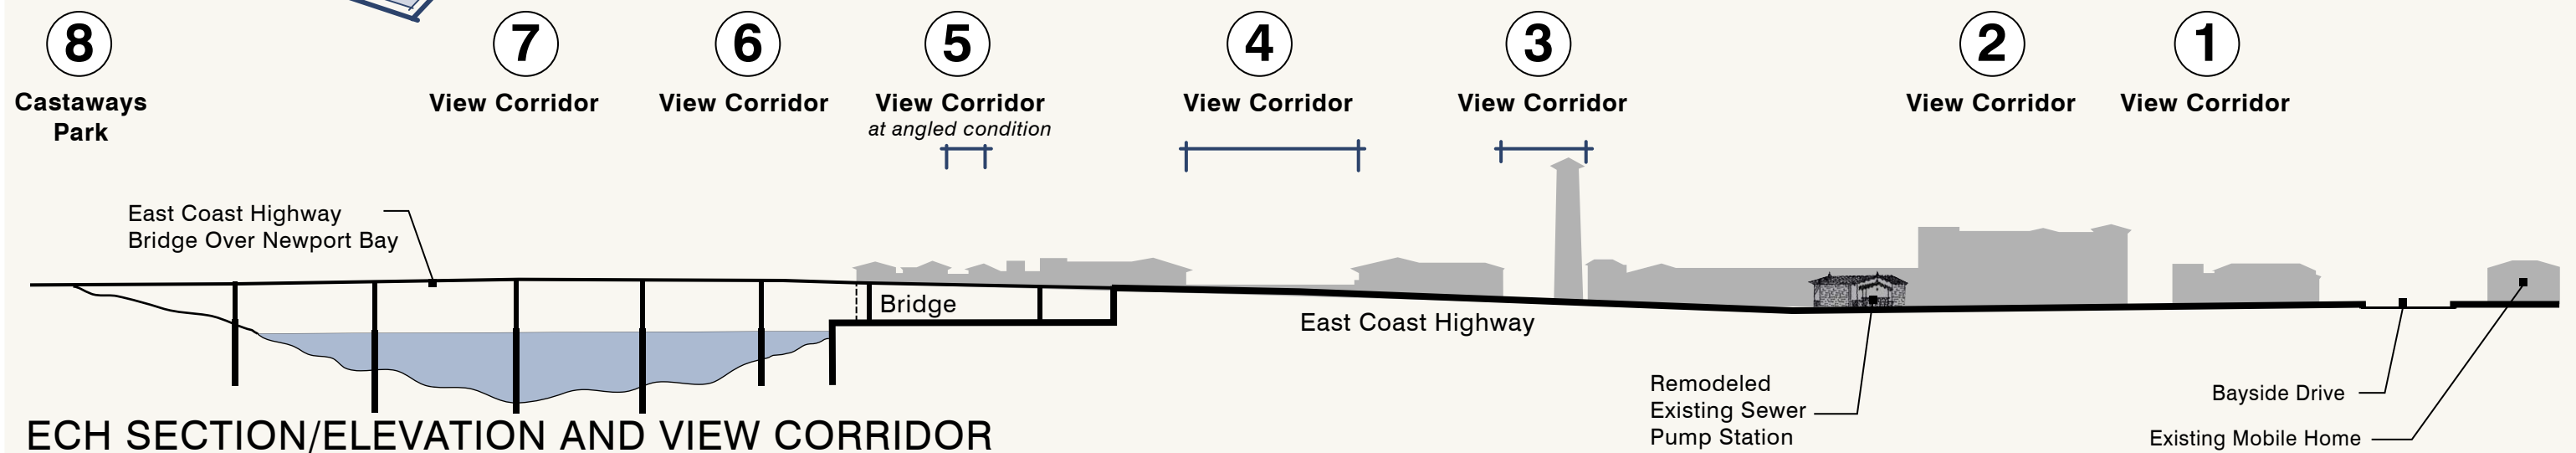 8
Castaways
Park
7
View Corridor
6
View Corridor
5
View Corridor
at angled condition
4
View Corridor
3
View Corridor
2
View Corridor
1
View Corridor
East Coast Highway
Bridge Over Newport Bay
Bridge
East Coast Highway
Remodeled
Existing Sewer
Pump Station
Bayside Drive
Existing Mobile Home
ECH SECTION/ELEVATION AND VIEW CORRIDOR